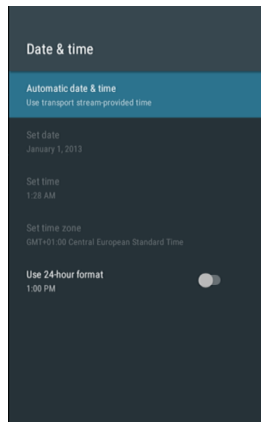 Date & time
Automatic date & time
Use transport stream-provided time
Set date
January 1, 2013
Set time
1:28 AM
Set time zone
GMT+01:00 Central European Standard Time
Use 24-hour format
1:00 PM